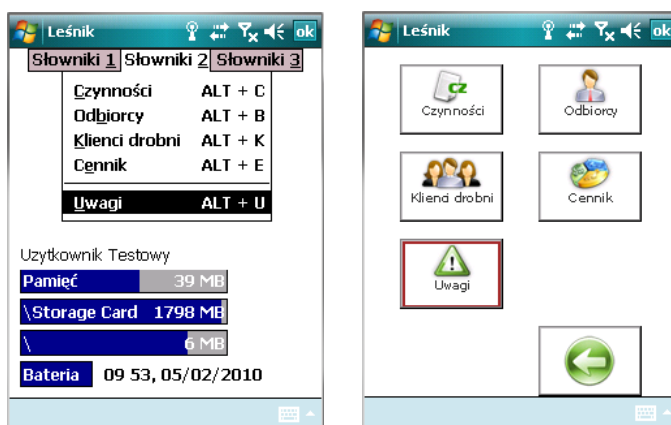 Leśnik ok
Słowniki 1 Słowniki 2 Słowniki 3
Czynności ALT + C
Odbiorcy ALT + B
Klienci drobni ALT + K
Cennik ALT + E
Uwagi ALT + U
Uzytkownik Testowy
Pamięć 39 MB
\Storage Card 1798 MB
\ 6 MB
Bateria 09 53, 05/02/2010
Leśnik ok
CZ
Czynności Odbiorcy
Klienci drobni Cennik
Uwagi